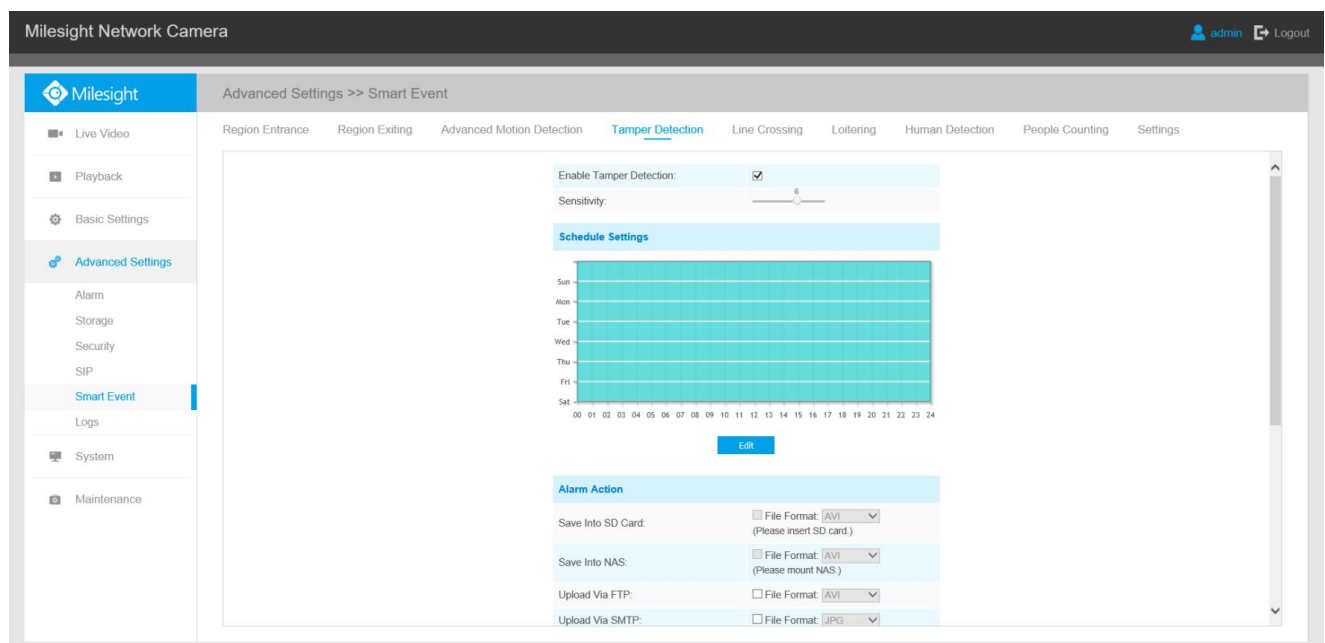 Milesight Network Camera
admin Logout
Milesight
Advanced Settings >> Smart Event
Live Video
Playback
Basic Settings
Advanced Settings
Alarm
Storage
Security
SIP
Smart Event
Logs
System
Maintenance
Region Entrance Region Exiting Advanced Motion Detection Tamper Detection Line Crossing Loitering Human Detection People Counting Settings
Enable Tamper Detection:
Sensitivity: 6
Schedule Settings
Sun
Mon
Tue
Wed
Thu
Fri
Sat
00 01 02 03 04 05 06 07 08 09 10 11 12 13 14 15 16 17 18 19 20 21 22 23 24
Edit
Alarm Action
Save Into SD Card: File Format: AVI
(Please insert SD card.)
Save Into NAS: File Format: AVI
(Please mount NAS.)
Upload Via FTP: File Format: AVI
Upload Via SMTP: File Format: JPG